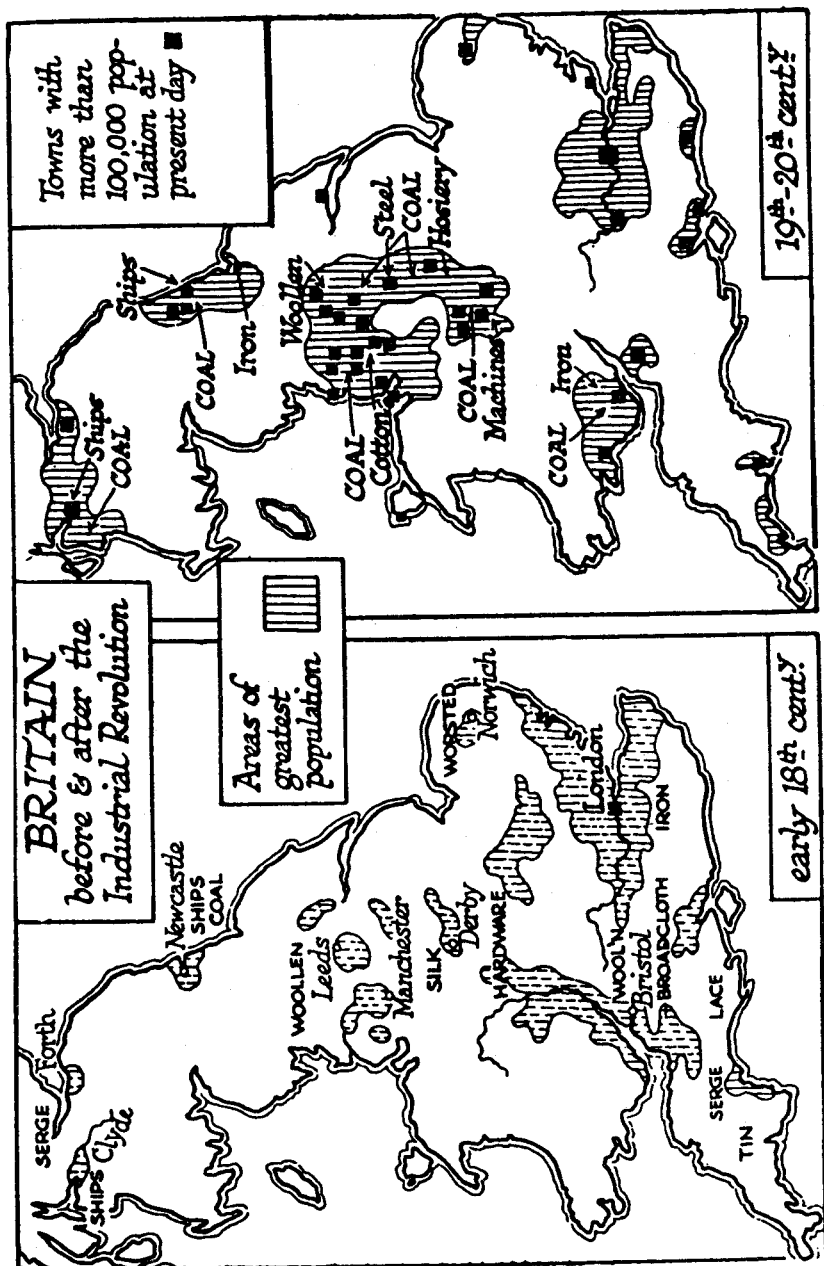 BRITAIN
before & after the
Industrial Revolution
Areas of
greatest
population
SERGE
Forth
SHIPS
Clyde
Newcastle
SHIPS
COAL
WOOLLEN
Leeds
Manchester
SILK
Derby
HARDWARE
WORSTED
Norwich
London
WOOL'N
Bristol
BROADCLOTH
IRON
LACE
SERGE
TIN
early 18th centy.
Towns with
more than
100,000 pop-
ulation at
present day
Ships
COAL
Ships
COAL
Iron
Woollen
Steel
COAL
Hosiery
COAL
Cotton
COAL
Machines
COAL
Iron
19th-20th centy.